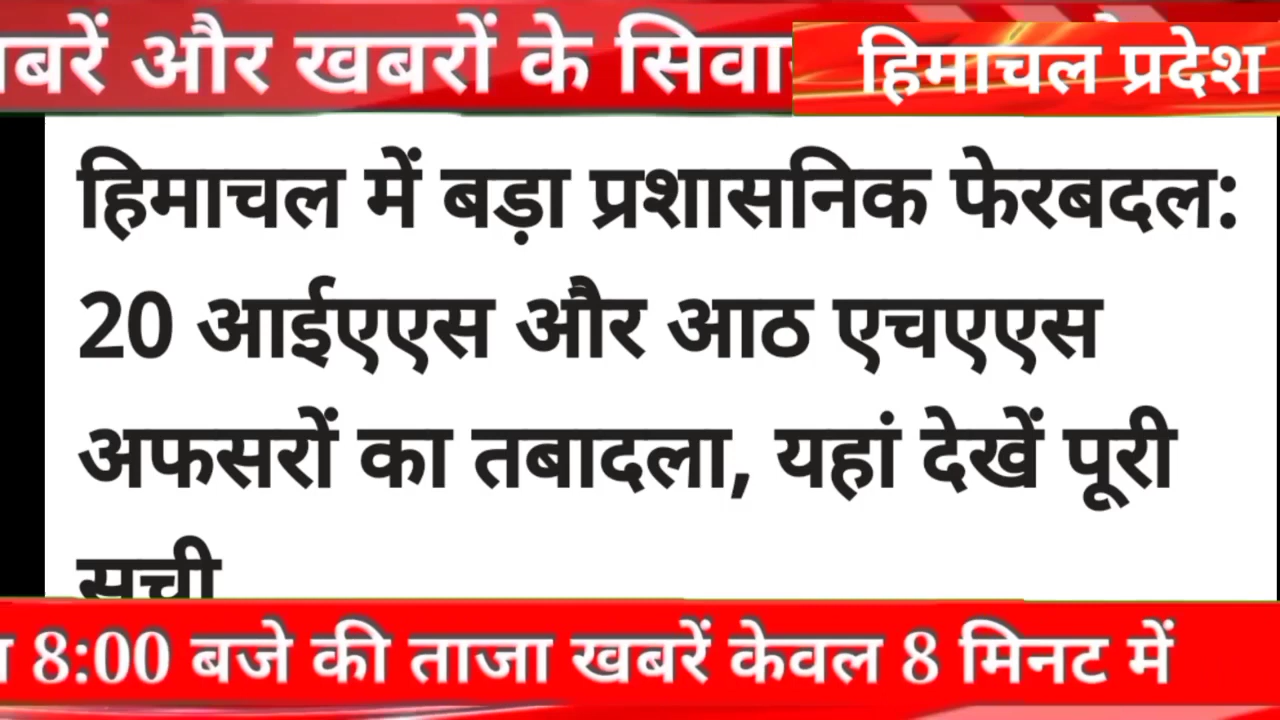 खबरें और खबरों के सिवा
हिमाचल प्रदेश
हिमाचल में बड़ा प्रशासनिक फेरबदल:
20 आईएएस और आठ एचएएस
अफसरों का तबादला, यहां देखें पूरी
सूची
8:00 बजे की ताजा खबरें केवल 8 मिनट में